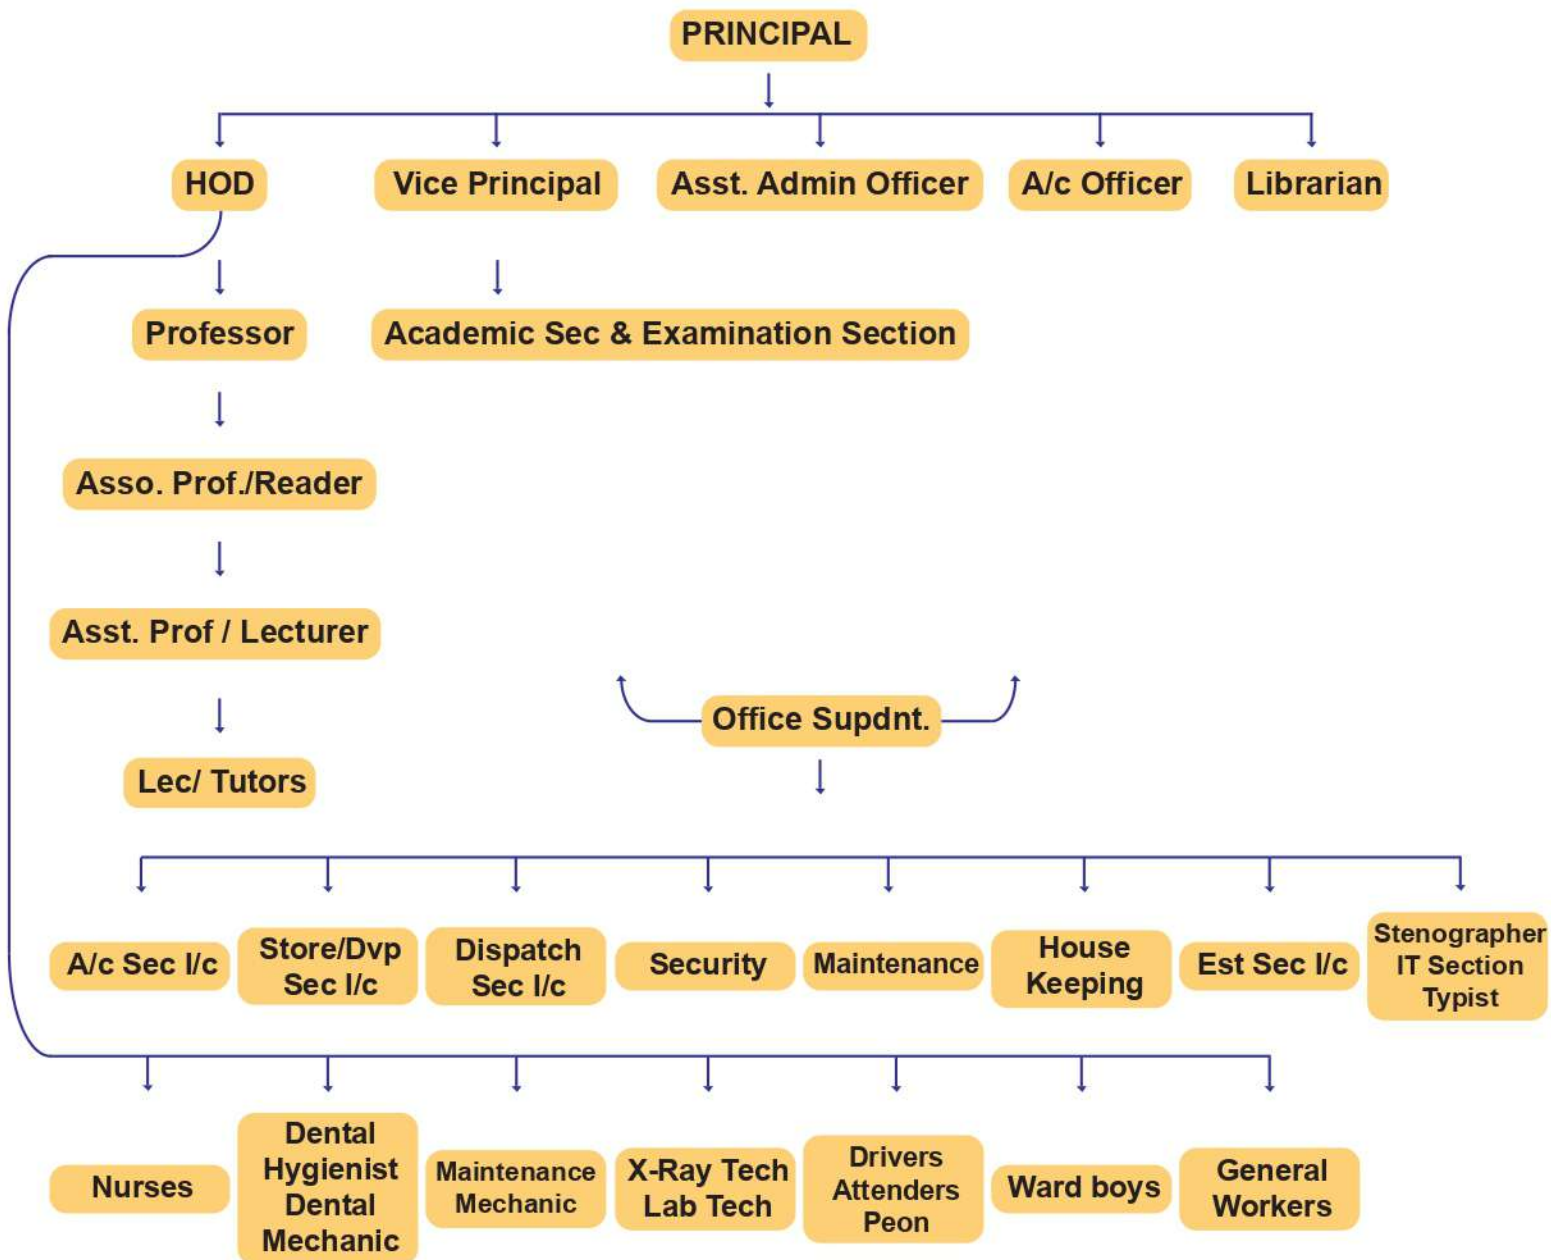 PRINCIPAL
HOD
Vice Principal
Asst. Admin Officer
A/c Officer
Librarian
Professor
Academic Sec & Examination Section
Asso. Prof./Reader
Asst. Prof / Lecturer
Office Supdnt.
Lec/ Tutors
A/c Sec I/c
Store/Dvp
Sec I/c
Dispatch
Sec I/c
Security
Maintenance
House
Keeping
Est Sec I/c
Stenographer
IT Section
Typist
Nurses
Dental
Hygienist
Dental
Mechanic
Maintenance
Mechanic
X-Ray Tech
Lab Tech
Drivers
Attenders
Peon
Ward boys
General
Workers